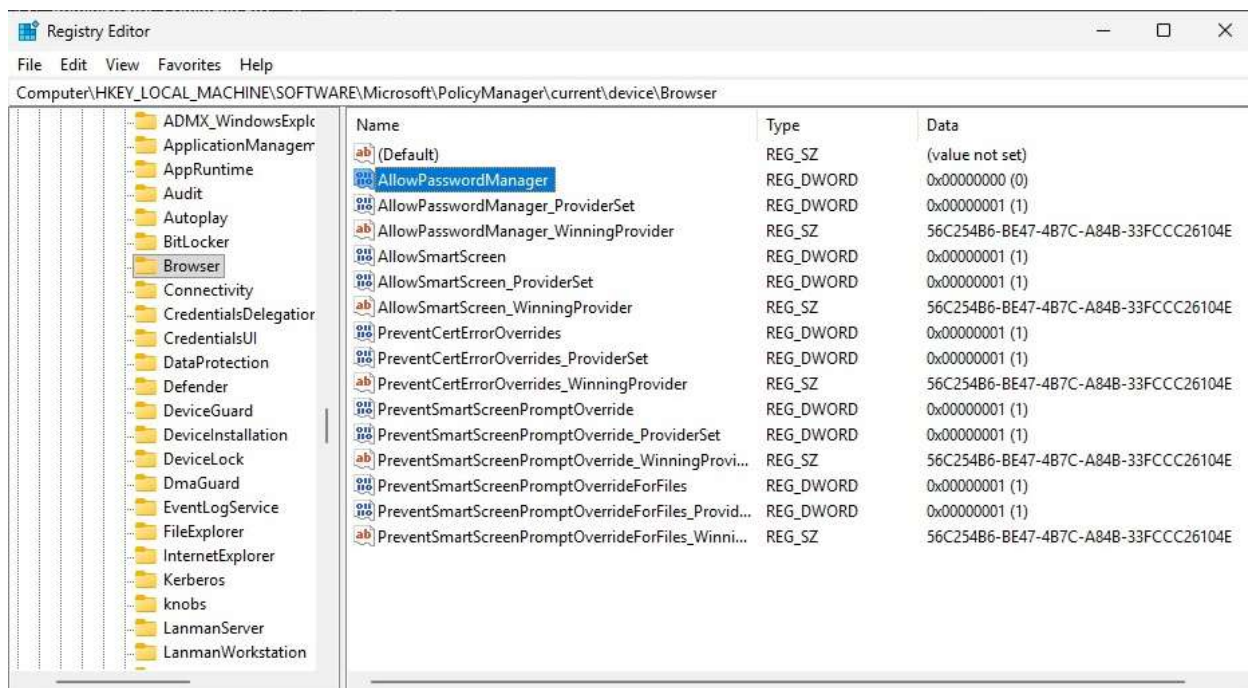 Registry Editor
File Edit View Favorites Help
Computer\HKEY_LOCAL_MACHINE\SOFTWARE\Microsoft\PolicyManager\current\device\Browser
ADMX_WindowsExplc
ApplicationManagem
AppRuntime
Audit
Autoplay
BitLocker
Browser
Connectivity
CredentialsDelegation
CredentialsUI
DataProtection
Defender
DeviceGuard
DeviceInstallation
DeviceLock
DmaGuard
EventLogService
FileExplorer
InternetExplorer
Kerberos
knobs
LanmanServer
LanmanWorkstation
Name Type Data
(Default) REG_SZ (value not set)
AllowPasswordManager REG_DWORD 0x00000000 (0)
AllowPasswordManager_ProviderSet REG_DWORD 0x00000001 (1)
AllowPasswordManager_WinningProvider REG_SZ 56C254B6-BE47-4B7C-A84B-33FCCC26104E
AllowSmartScreen REG_DWORD 0x00000001 (1)
AllowSmartScreen_ProviderSet REG_DWORD 0x00000001 (1)
AllowSmartScreen_WinningProvider REG_SZ 56C254B6-BE47-4B7C-A84B-33FCCC26104E
PreventCertErrorOverrides REG_DWORD 0x00000001 (1)
PreventCertErrorOverrides_ProviderSet REG_DWORD 0x00000001 (1)
PreventCertErrorOverrides_WinningProvider REG_SZ 56C254B6-BE47-4B7C-A84B-33FCCC26104E
PreventSmartScreenPromptOverride REG_DWORD 0x00000001 (1)
PreventSmartScreenPromptOverride_ProviderSet REG_DWORD 0x00000001 (1)
PreventSmartScreenPromptOverride_WinningProvi... REG_SZ 56C254B6-BE47-4B7C-A84B-33FCCC26104E
PreventSmartScreenPromptOverrideForFiles REG_DWORD 0x00000001 (1)
PreventSmartScreenPromptOverrideForFiles_Provid... REG_DWORD 0x00000001 (1)
PreventSmartScreenPromptOverrideForFiles_Winni... REG_SZ 56C254B6-BE47-4B7C-A84B-33FCCC26104E